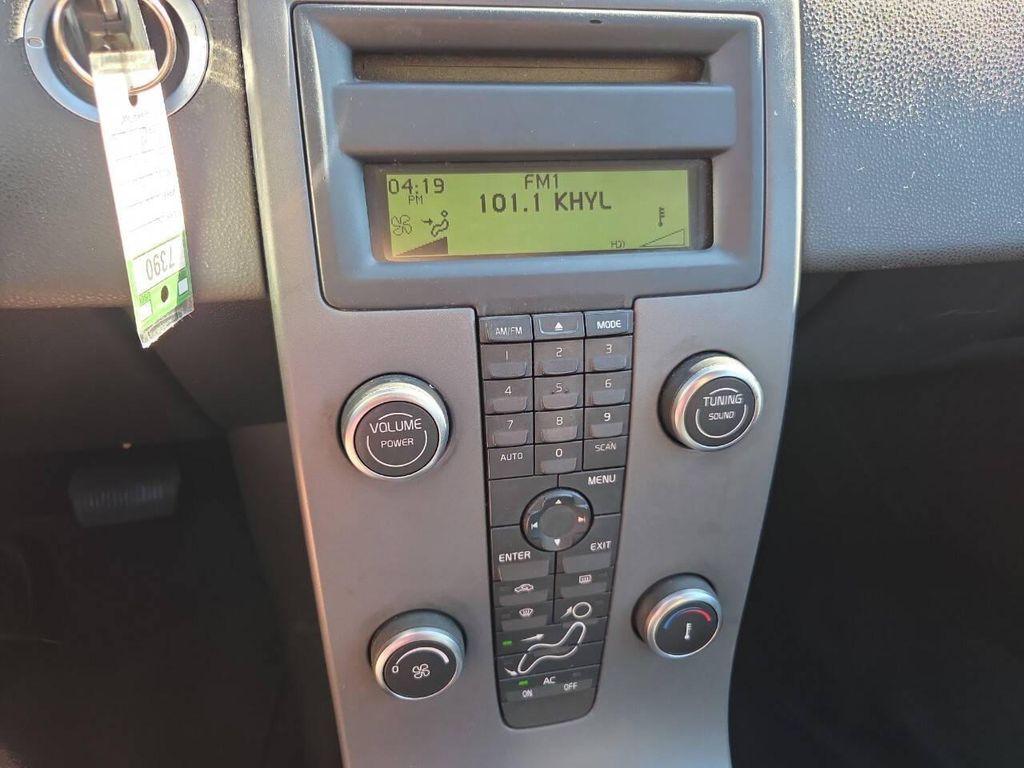 04:19
PM
FM1
101.1 KHYL
HD
AM/FM
MODE
1
2
3
4
5
6
7
8
9
AUTO
0
SCAN
VOLUME
POWER
TUNING
SOUND
MENU
ENTER
EXIT
0
AC
ON
OFF
7390